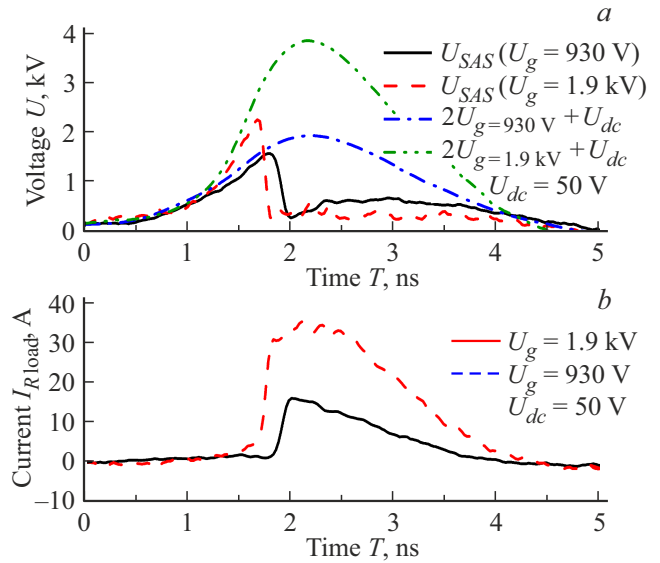 a
4
3
2
1
0
Voltage U, kV
U_SAS (U_g = 930 V)
U_SAS (U_g = 1.9 kV)
2U_g = 930 V + U_dc
2U_g = 1.9 kV + U_dc
U_dc = 50 V
0 1 2 3 4 5
Time T, ns
b
40
30
20
10
0
–10
Current I_R load, A
U_g = 1.9 kV
U_g = 930 V
U_dc = 50 V
0 1 2 3 4 5
Time T, ns